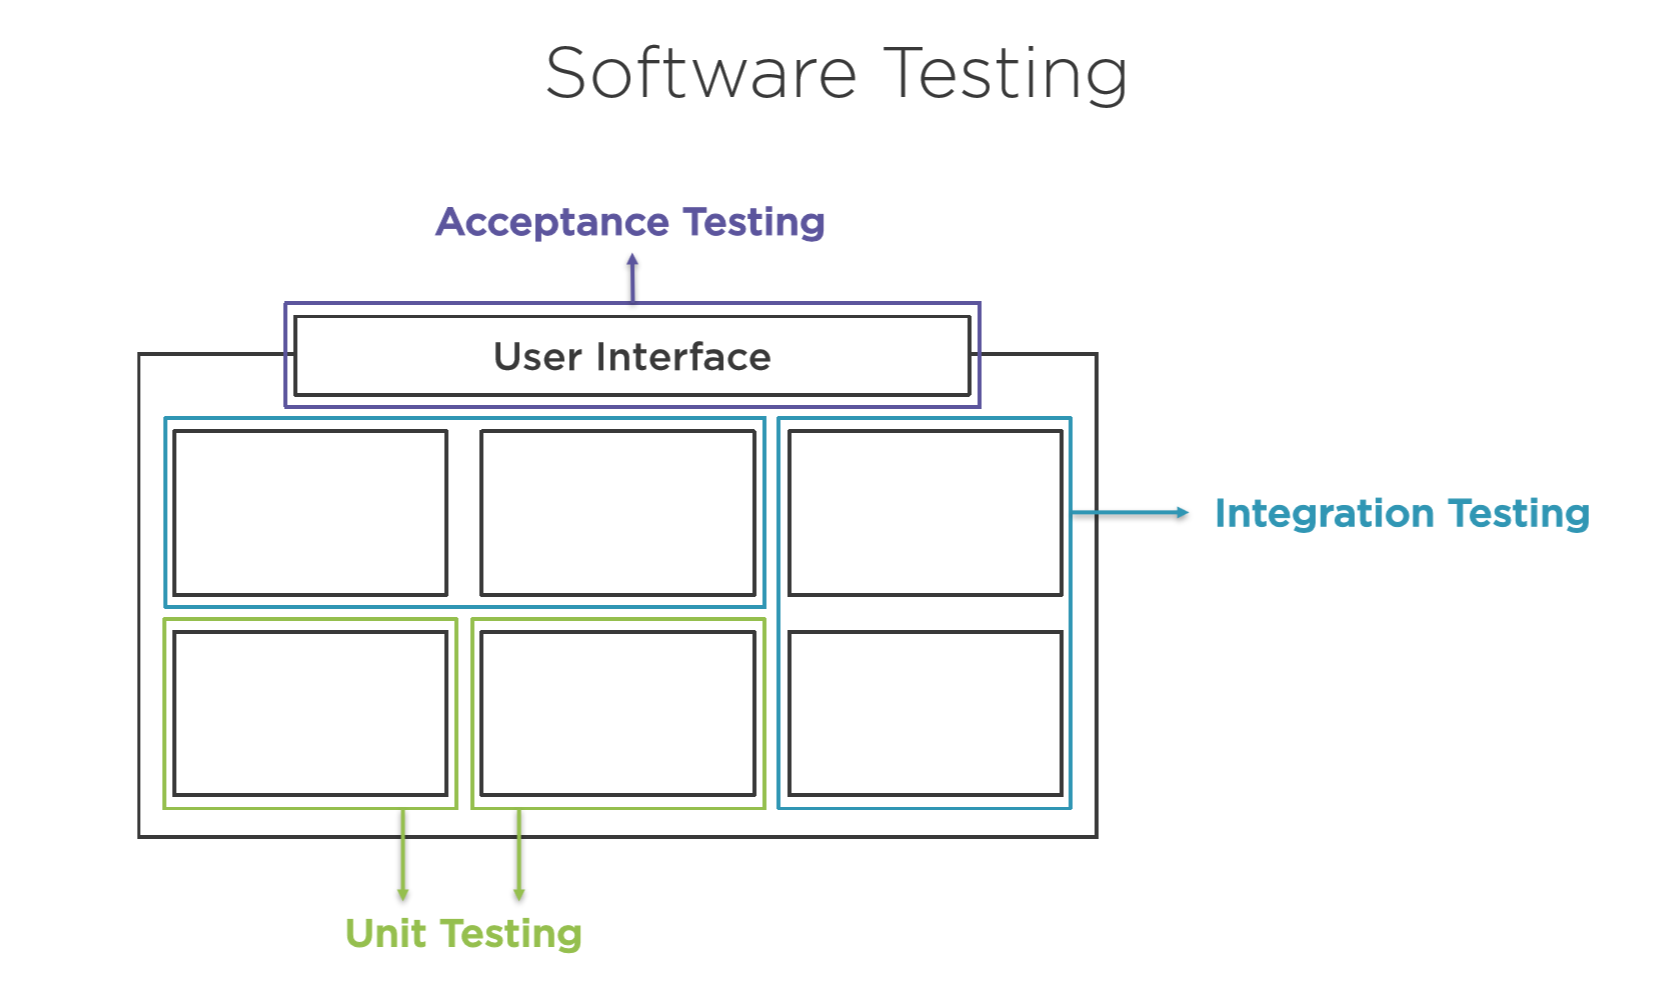 Software Testing
Acceptance Testing
User Interface
Integration Testing
Unit Testing